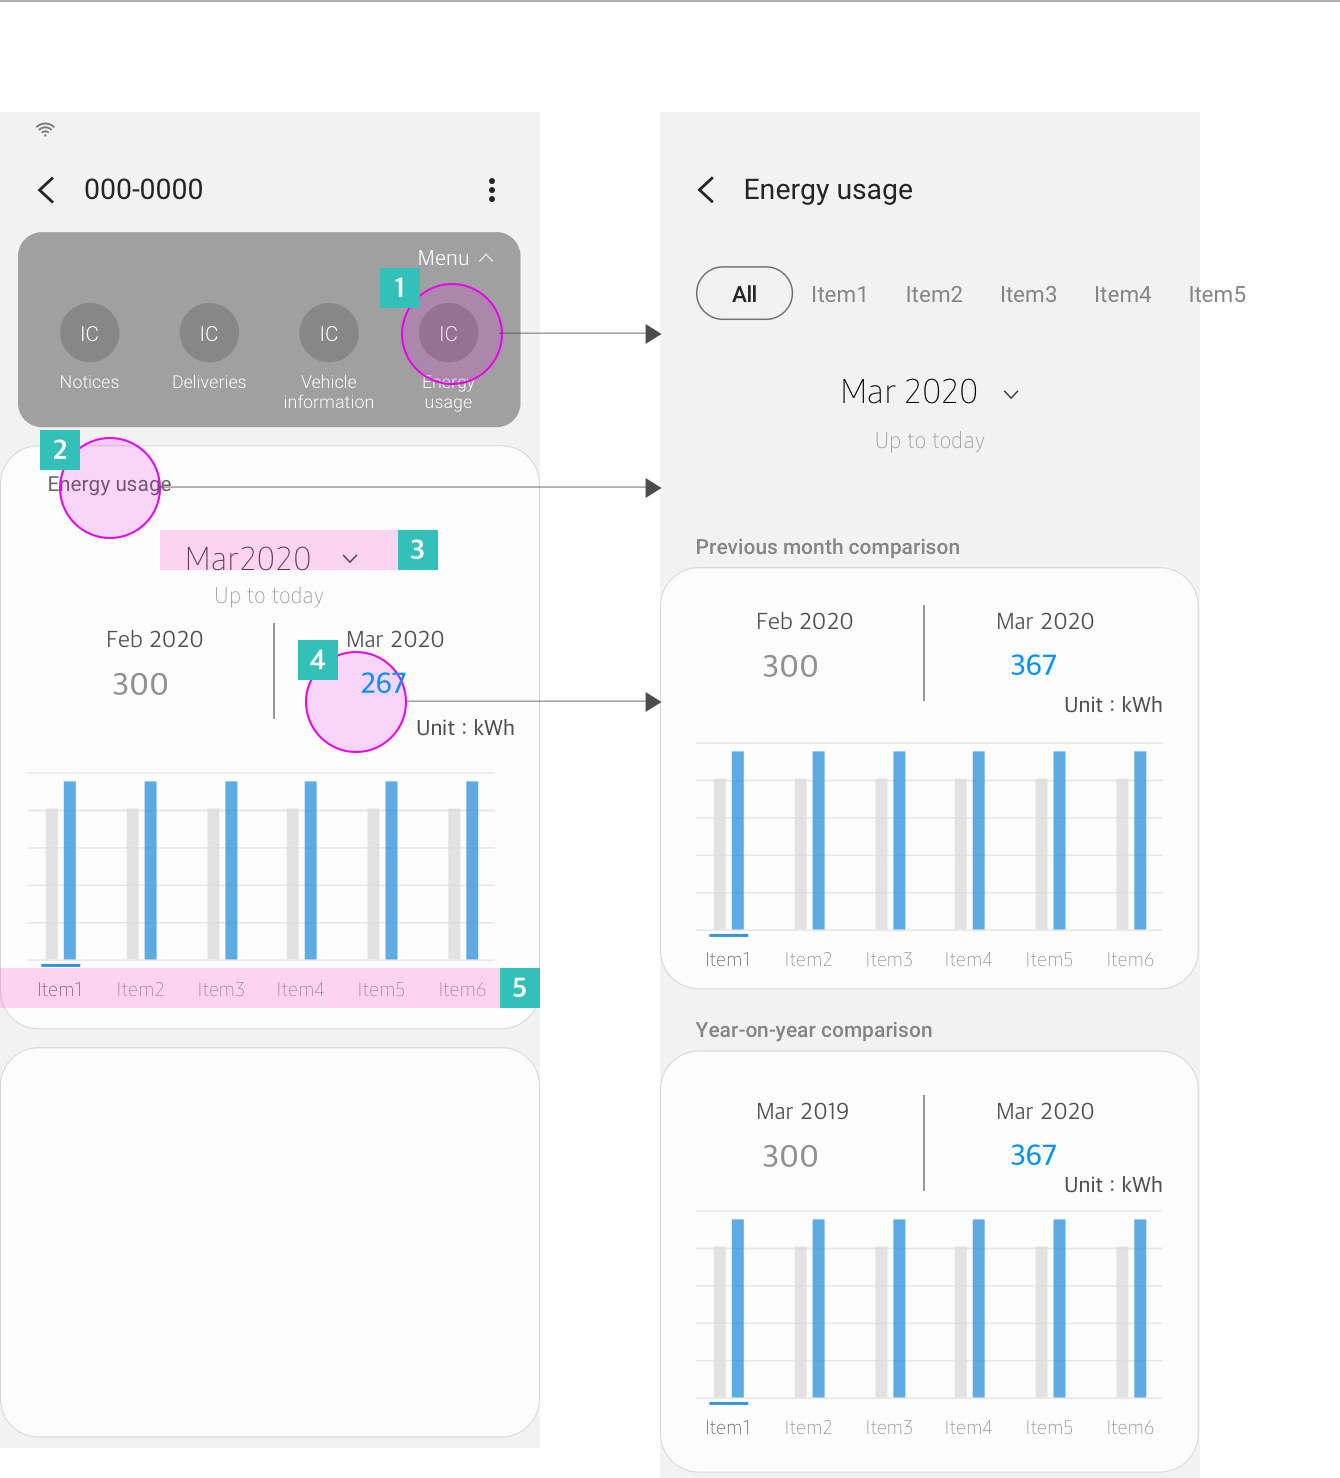 000-0000
Menu
1
IC
IC
IC
IC
Notices
Deliveries
Vehicle
information
Energy
usage
2
Energy usage
Mar2020
3
Up to today
Feb 2020
Mar 2020
300
4
267
Unit : kWh
Item1 Item2 Item3 Item4 Item5 Item6
5
Energy usage
All Item1 Item2 Item3 Item4 Item5
Mar 2020
Up to today
Previous month comparison
Feb 2020
Mar 2020
300
367
Unit : kWh
Item1 Item2 Item3 Item4 Item5 Item6
Year-on-year comparison
Mar 2019
Mar 2020
300
367
Unit : kWh
Item1 Item2 Item3 Item4 Item5 Item6